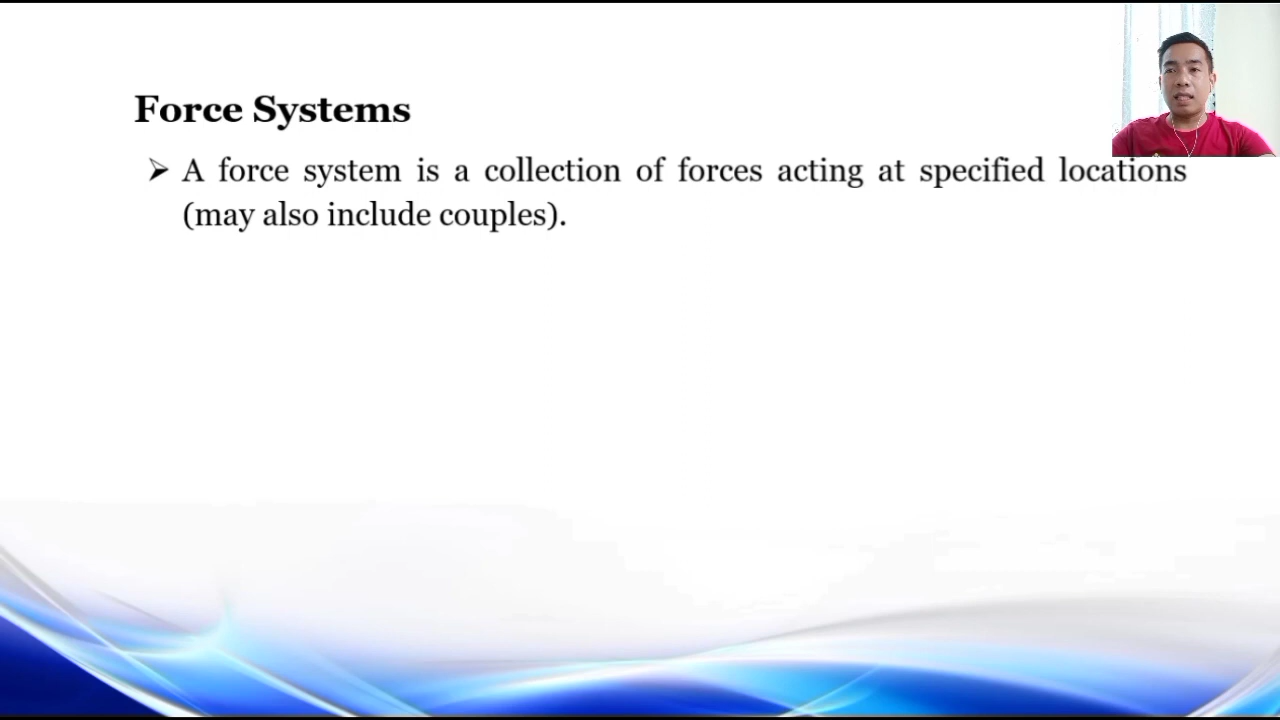 Force Systems
➢ A force system is a collection of forces acting at specified locations
(may also include couples).